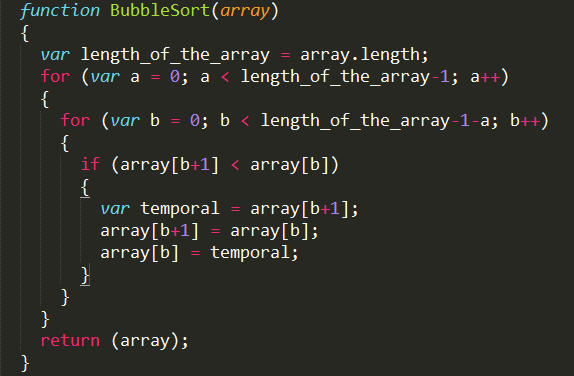 function BubbleSort(array)
{
  var length_of_the_array = array.length;
  for (var a = 0; a < length_of_the_array-1; a++)
  {
    for (var b = 0; b < length_of_the_array-1-a; b++)
    {
      if (array[b+1] < array[b])
      {
        var temporal = array[b+1];
        array[b+1] = array[b];
        array[b] = temporal;
      }
    }
  }
  return (array);
}